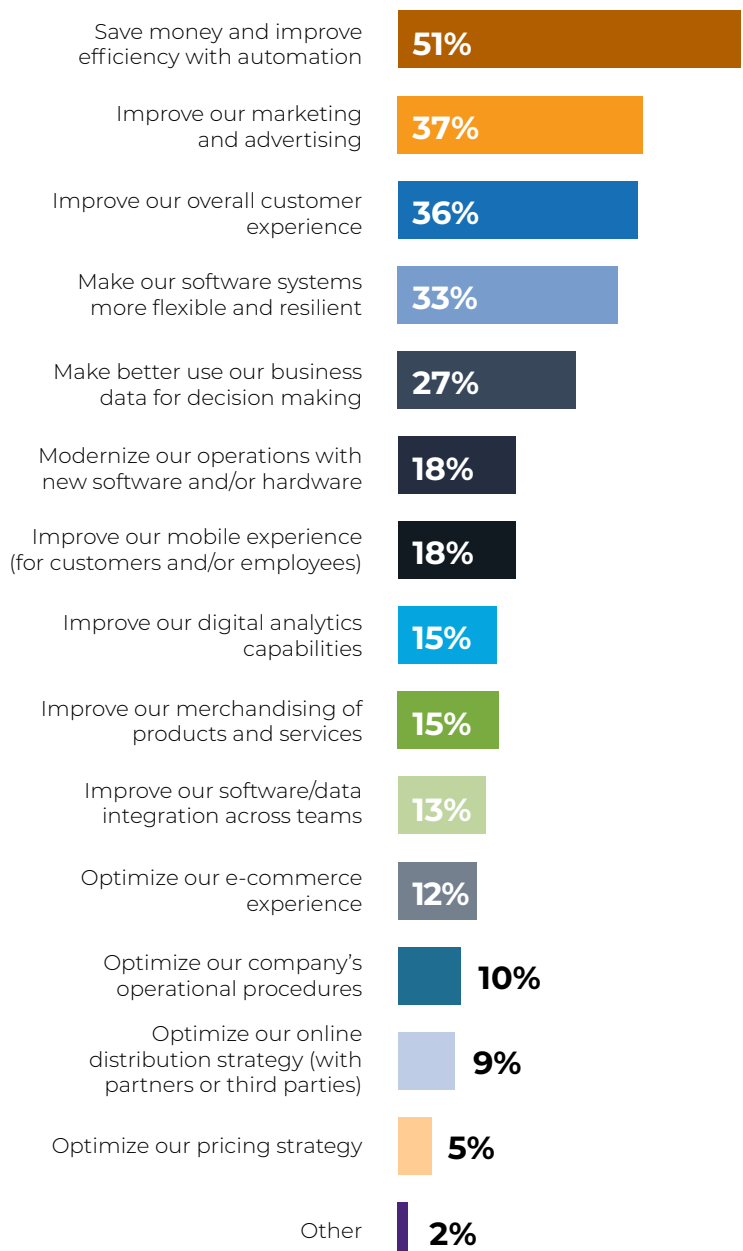 Save money and improve
efficiency with automation
51%
Improve our marketing
and advertising
37%
Improve our overall customer
experience
36%
Make our software systems
more flexible and resilient
33%
Make better use our business
data for decision making
27%
Modernize our operations with
new software and/or hardware
18%
Improve our mobile experience
(for customers and/or employees)
18%
Improve our digital analytics
capabilities
15%
Improve our merchandising of
products and services
15%
Improve our software/data
integration across teams
13%
Optimize our e-commerce
experience
12%
Optimize our company’s
operational procedures
10%
Optimize our online
distribution strategy (with
partners or third parties)
9%
Optimize our pricing strategy
5%
Other
2%